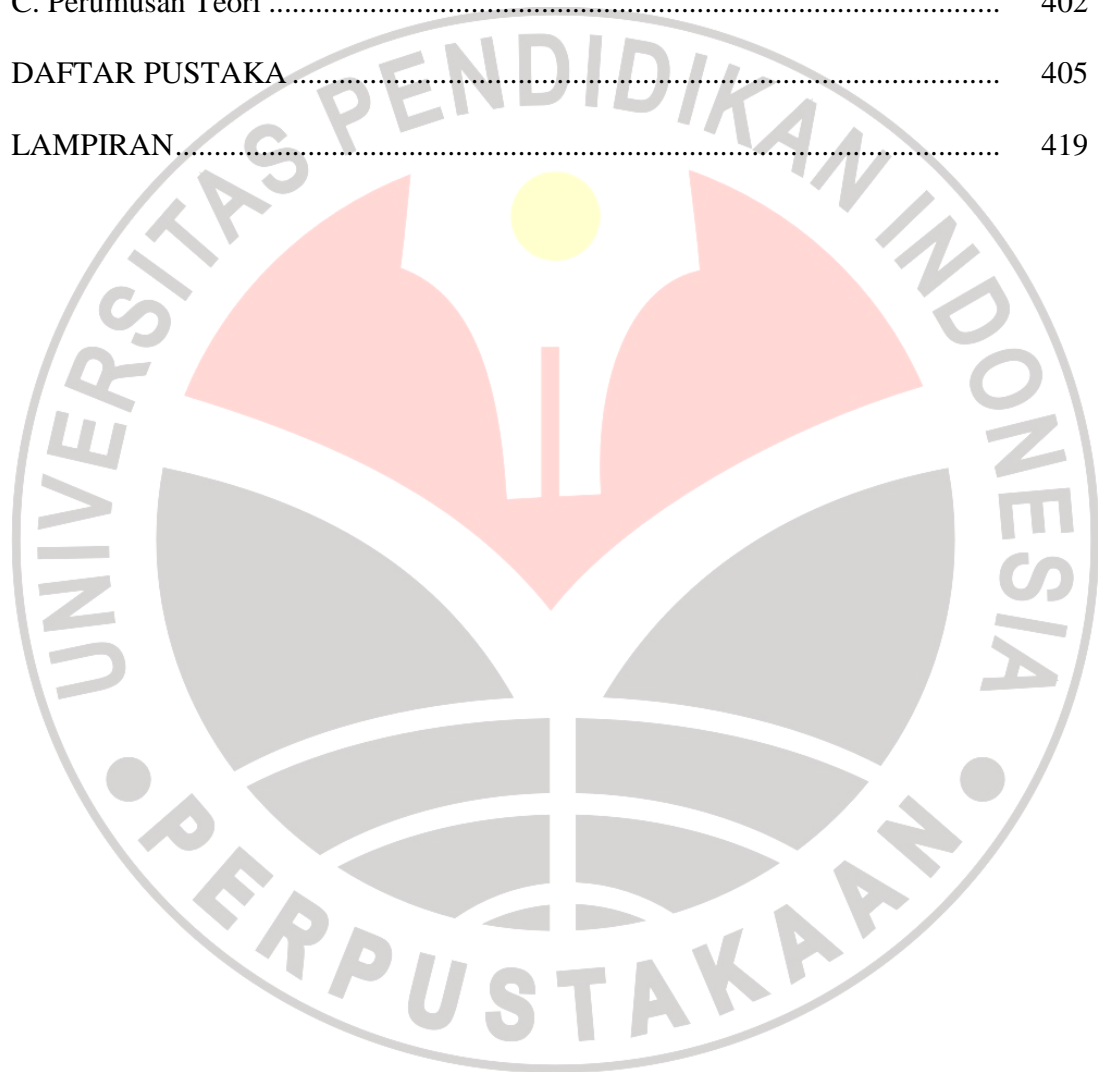 C. Perumusan Teori ............................................................................................. 402
DAFTAR PUSTAKA ........................................................................................... 405
LAMPIRAN.......................................................................................................... 419
UNIVERSITAS PENDIDIKAN INDONESIA
PERPUSTAKAAN